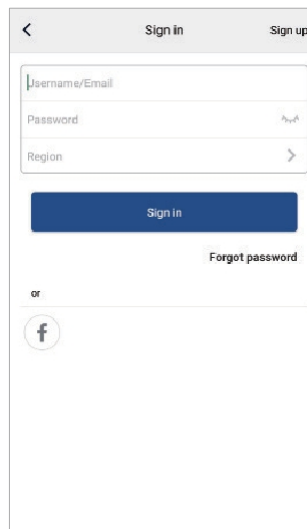 Sign in
Sign up
Username/Email
Password
Region
Sign in
Forgot password
or
f